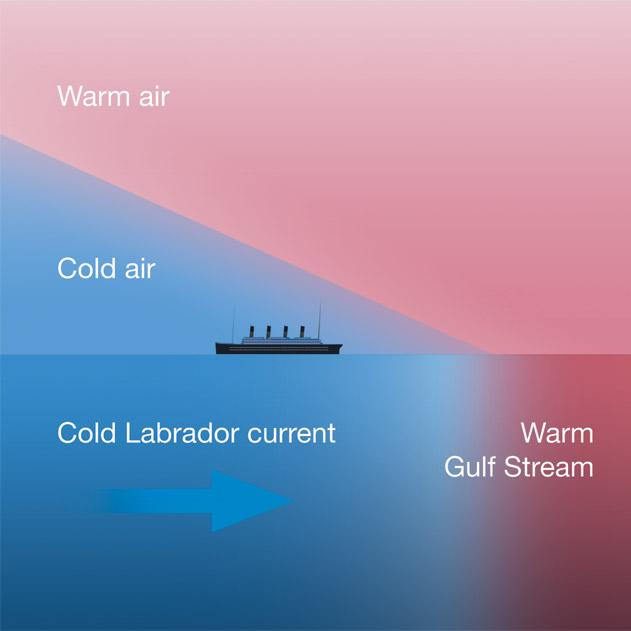 Warm air
Cold air
Cold Labrador current
Warm
Gulf Stream